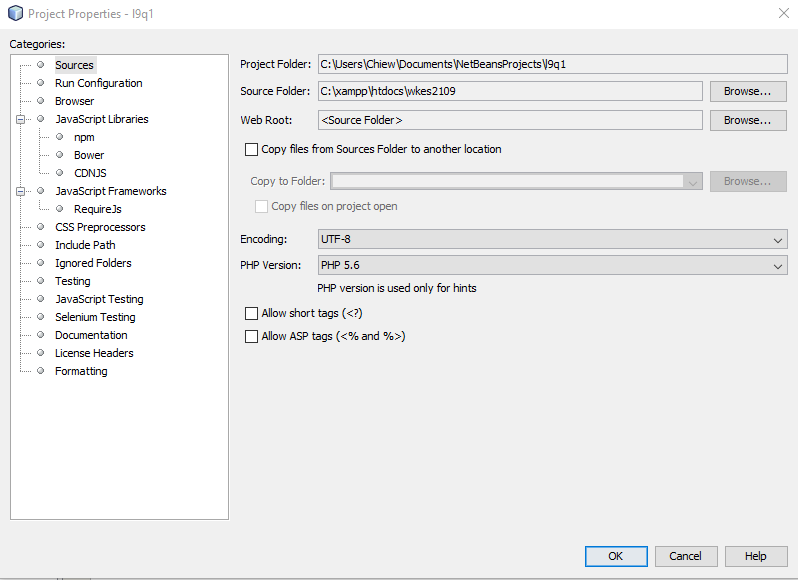 Project Properties - l9q1
Categories:
Sources
Run Configuration
Browser
JavaScript Libraries
npm
Bower
CDNJS
JavaScript Frameworks
RequireJs
CSS Preprocessors
Include Path
Ignored Folders
Testing
JavaScript Testing
Selenium Testing
Documentation
License Headers
Formatting
Project Folder: C:\Users\Chiew\Documents\NetBeansProjects\l9q1
Source Folder: C:\xampp\htdocs\wkes2109 Browse...
Web Root: <Source Folder> Browse...
Copy files from Sources Folder to another location
Copy to Folder: Browse...
Copy files on project open
Encoding: UTF-8
PHP Version: PHP 5.6
PHP version is used only for hints
Allow short tags (<?)
Allow ASP tags (<% and %>)
OK Cancel Help